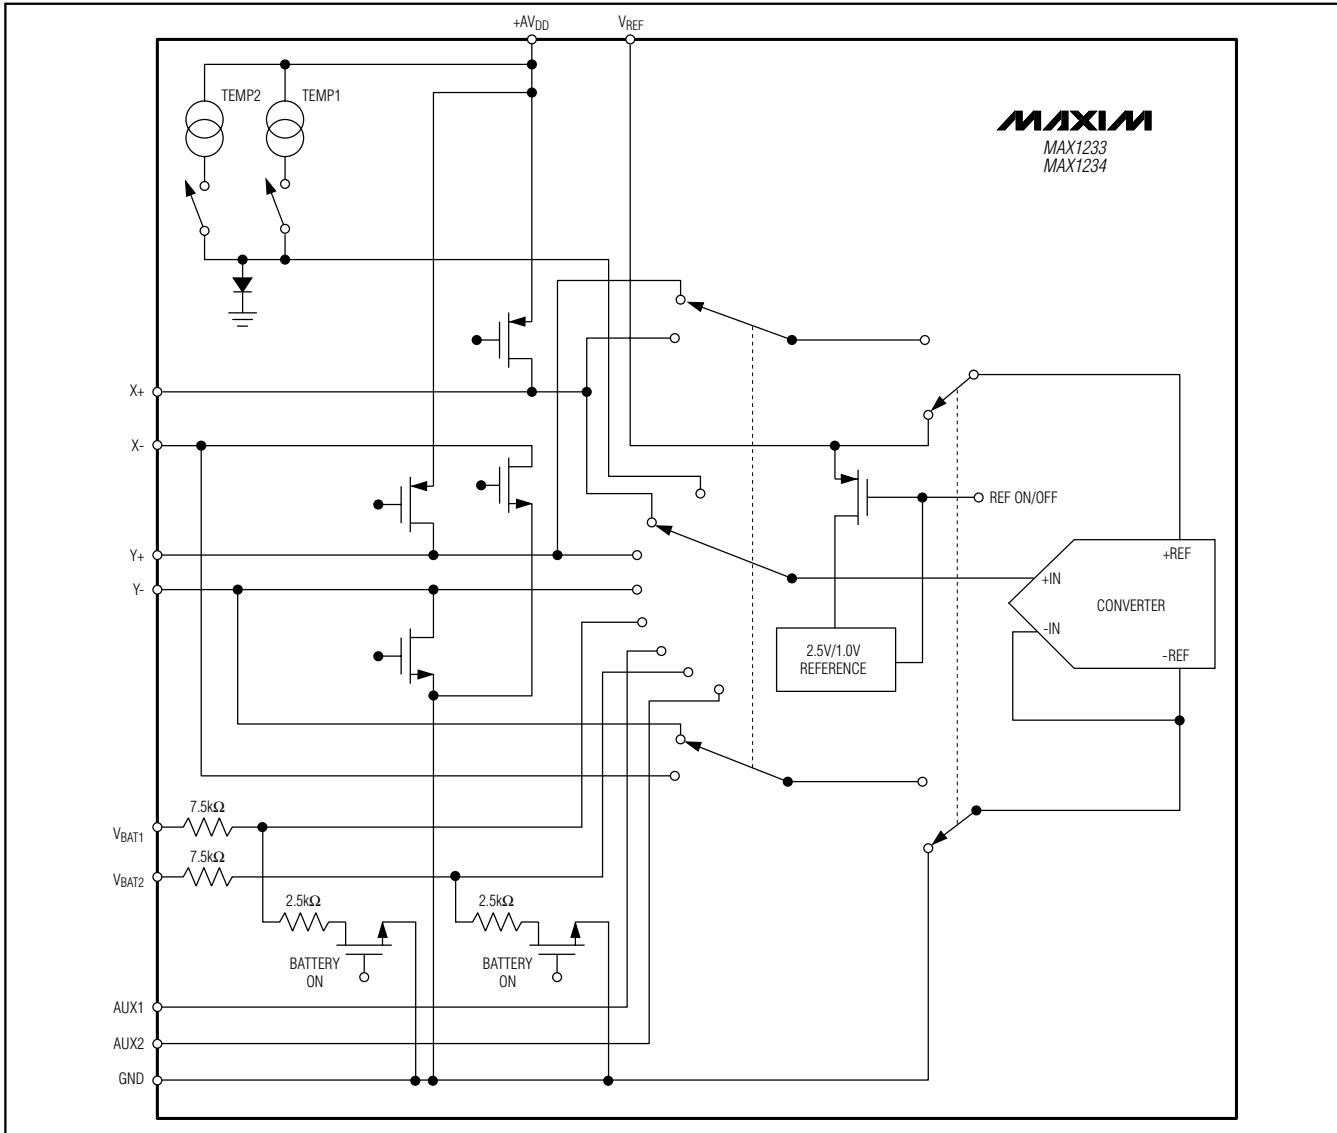 +AVDD
VREF
TEMP2
TEMP1
MAXIM
MAX1233
MAX1234
X+
X-
REF ON/OFF
Y+
+REF
+IN
Y-
CONVERTER
-IN
2.5V/1.0V
REFERENCE
-REF
7.5kΩ
VBAT1
7.5kΩ
VBAT2
2.5kΩ
2.5kΩ
BATTERY
ON
BATTERY
ON
AUX1
AUX2
GND